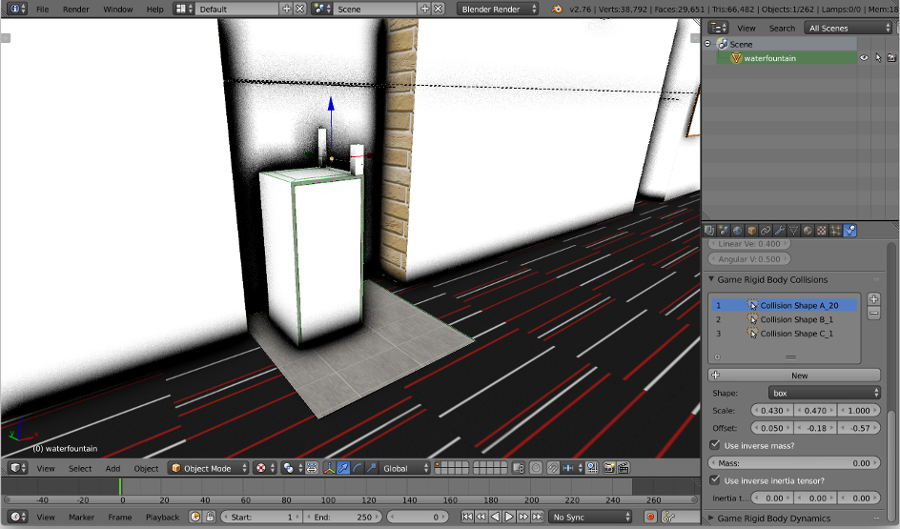 File Render Window Help Default Scene Blender Render v2.76 | Verts:38,792 | Faces:29,651 | Tris:66,482 | Objects:1/262 | Lamps:0/0 | Mem:18
View Search All Scenes
Scene
waterfountain
Linear Ve: 0.400
Angular V: 0.500
Game Rigid Body Collisions
1 Collision Shape A_20
2 Collision Shape B_1
3 Collision Shape C_1
New
Shape: box
Scale: 0.430 0.470 1.000
Offset: 0.050 -0.18 -0.57
Use inverse mass?
Mass: 0.00
Use inverse inertia tensor?
Inertia t... 0.00 0.00 0.00
Game Rigid Body Dynamics
(0) waterfountain
View Select Add Object Object Mode Global
-40 -20 0 20 40 60 80 100 120 140 160 180 200 220 240 260
View Marker Frame Playback Start: 1 End: 250 0 No Sync